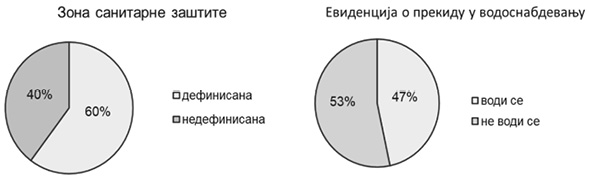 Зона санитарне заштите
40%
60%
дефинисана
недефинисана
Евиденција о прекиду у водоснабдевању
53%
47%
води се
не води се